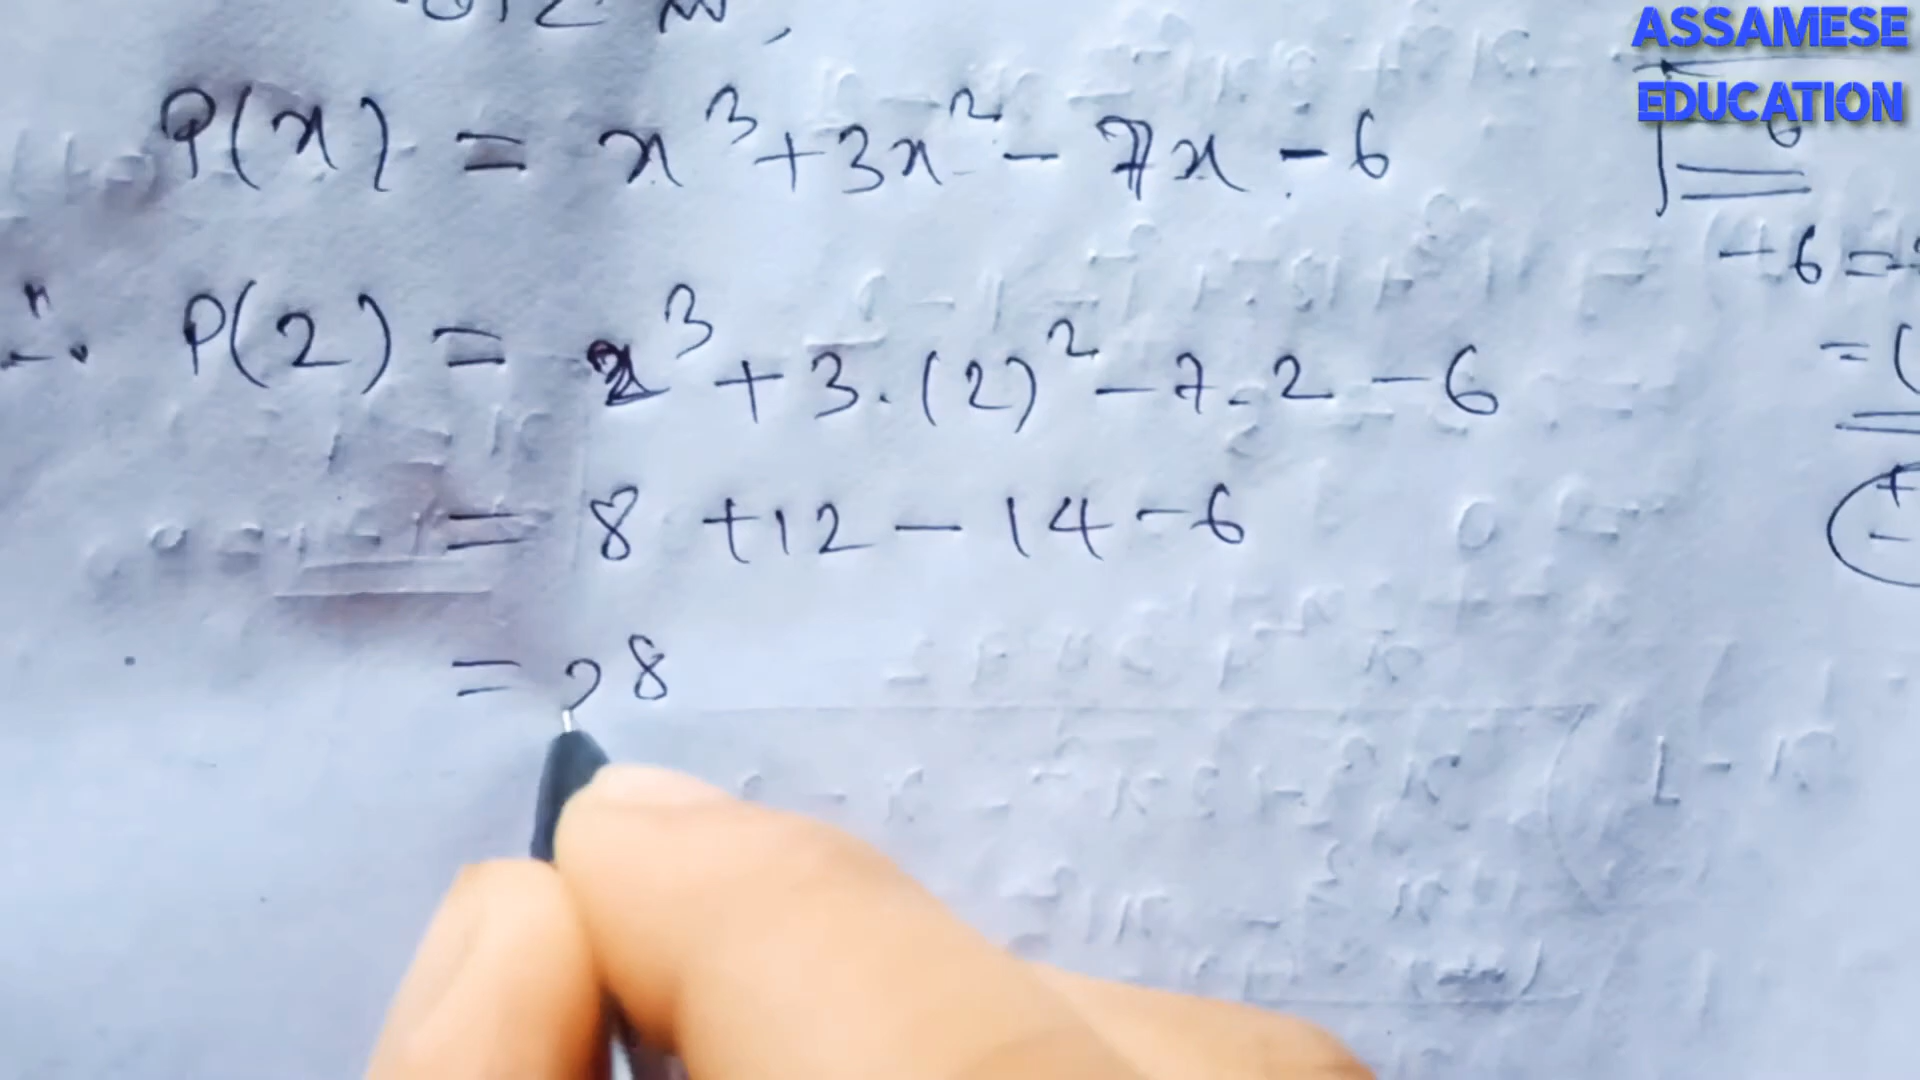 ASSAMESE
EDUCATION
P(x) = x³ + 3x² - 7x - 6
∴ P(2) = 2³ + 3.(2)² - 7.2 - 6
= 8 + 12 - 14 - 6
= 28
+6 =
= (